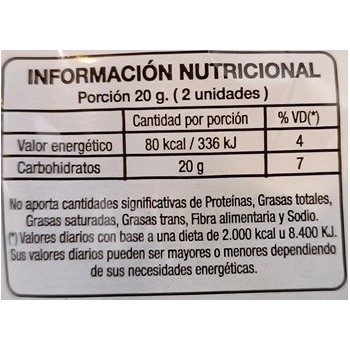 INFORMACIÓN NUTRICIONAL
Porción 20 g. ( 2 unidades )
Cantidad por porción % VD(*)
Valor energético 80 kcal / 336 kJ 4
Carbohidratos 20 g 7
No aporta cantidades significativas de Proteínas, Grasas totales,
Grasas saturadas, Grasas trans, Fibra alimentaria y Sodio.
(*) Valores diarios con base a una dieta de 2.000 kcal u 8.400 KJ.
Sus valores diarios pueden ser mayores o menores dependiendo
de sus necesidades energéticas.